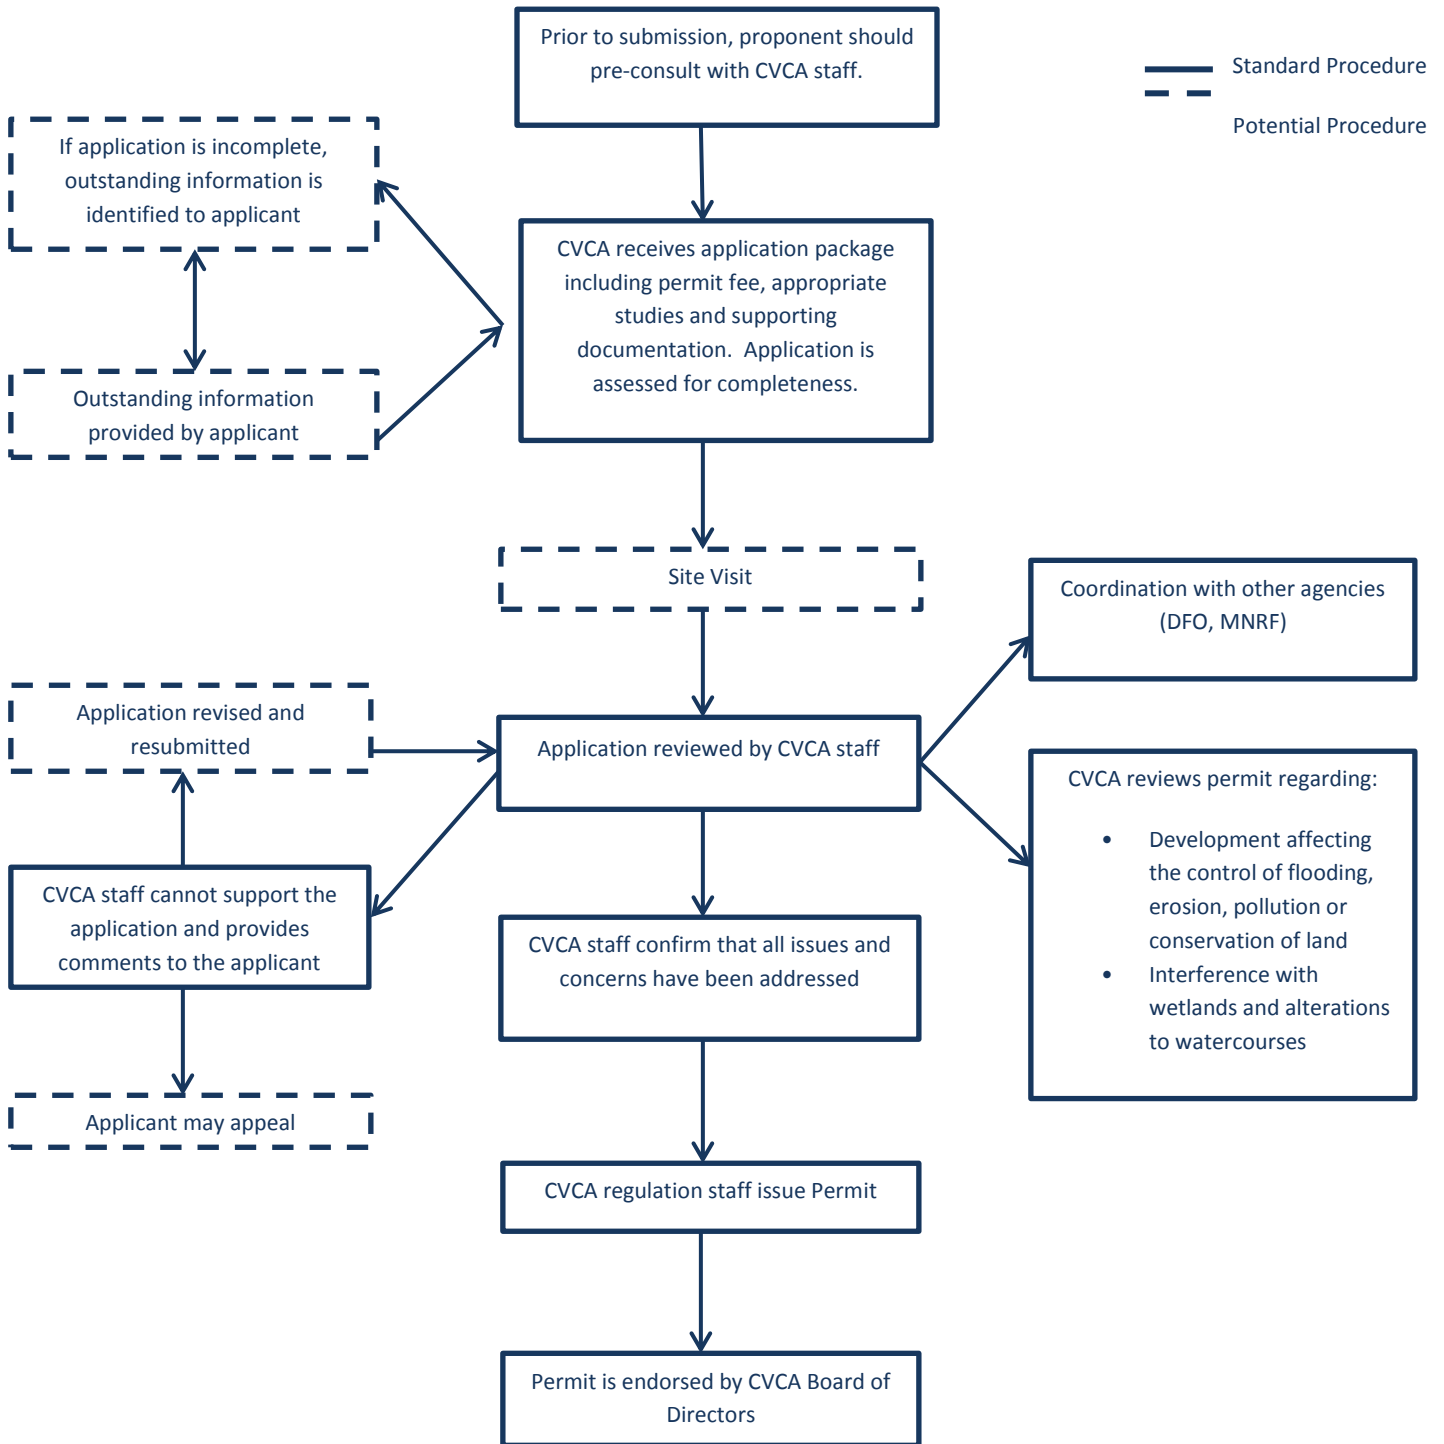 Prior to submission, proponent should
pre-consult with CVCA staff.
Standard Procedure
Potential Procedure
If application is incomplete,
outstanding information is
identified to applicant
CVCA receives application package
including permit fee, appropriate
studies and supporting
documentation.  Application is
assessed for completeness.
Outstanding information
provided by applicant
Site Visit
Coordination with other agencies
(DFO, MNRF)
Application revised and
resubmitted
Application reviewed by CVCA staff
CVCA reviews permit regarding:
• Development affecting
the control of flooding,
erosion, pollution or
conservation of land
• Interference with
wetlands and alterations
to watercourses
CVCA staff cannot support the
application and provides
comments to the applicant
CVCA staff confirm that all issues and
concerns have been addressed
Applicant may appeal
CVCA regulation staff issue Permit
Permit is endorsed by CVCA Board of
Directors